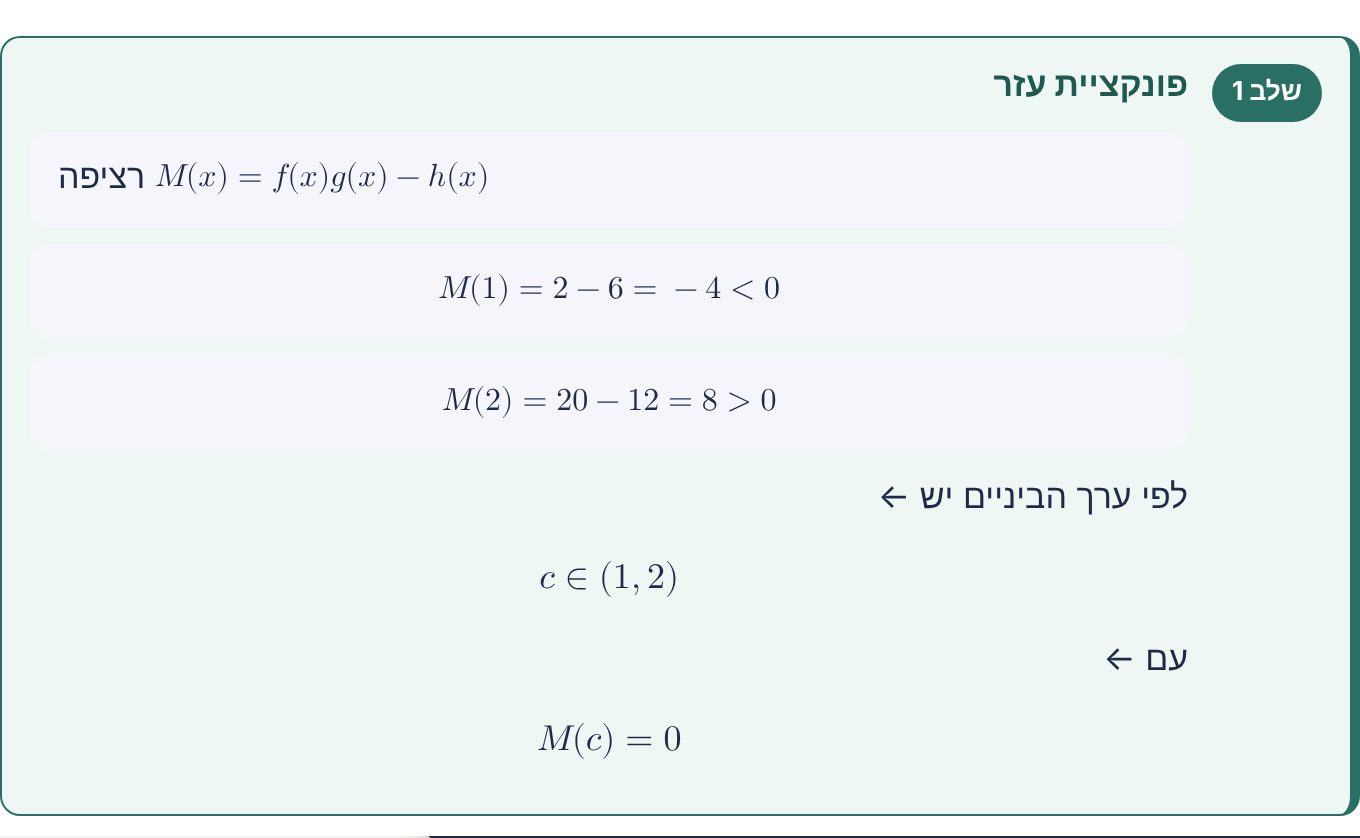 שלב 1
פונקציית עזר
M(x) = f(x)g(x) − h(x) רציפה
M(1) = 2 − 6 = − 4 < 0
M(2) = 20 − 12 = 8 > 0
לפי ערך הביניים יש ←
c ∈ (1, 2)
עם ←
M(c) = 0